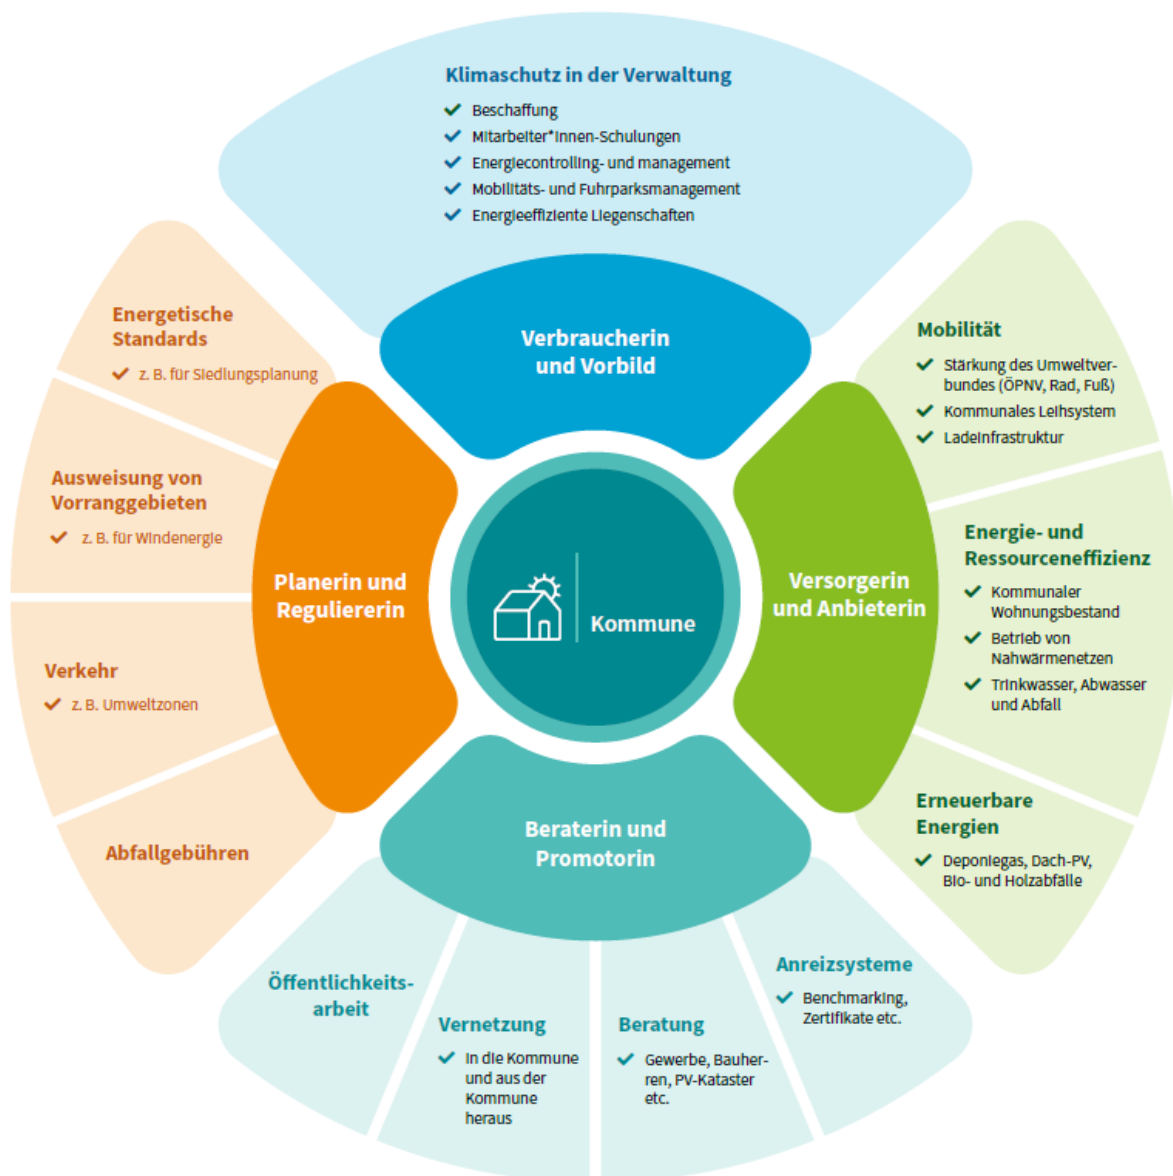 Klimaschutz in der Verwaltung
Beschaffung
Mitarbeiter*innen-Schulungen
Energiecontrolling- und management
Mobilitäts- und Fuhrparksmanagement
Energieeffiziente Liegenschaften
Verbraucherin
und Vorbild
Energetische
Standards
z. B. für Siedlungsplanung
Ausweisung von
Vorranggebieten
z. B. für Windenergie
Verkehr
z. B. Umweltzonen
Abfallgebühren
Planerin und
Reguliererin
Kommune
Versorgerin
und Anbieterin
Mobilität
Stärkung des Umweltver-
bundes (ÖPNV, Rad, Fuß)
Kommunales Leihsystem
Ladeinfrastruktur
Energie- und
Ressourceneffizienz
Kommunaler
Wohnungsbestand
Betrieb von
Nahwärmenetzen
Trinkwasser, Abwasser
und Abfall
Erneuerbare
Energien
Deponiegas, Dach-PV,
Bio- und Holzabfälle
Beraterin und
Promotorin
Öffentlichkeits-
arbeit
Vernetzung
In die Kommune
und aus der
Kommune
heraus
Beratung
Gewerbe, Bauher-
ren, PV-Kataster
etc.
Anreizsysteme
Benchmarking,
Zertifikate etc.